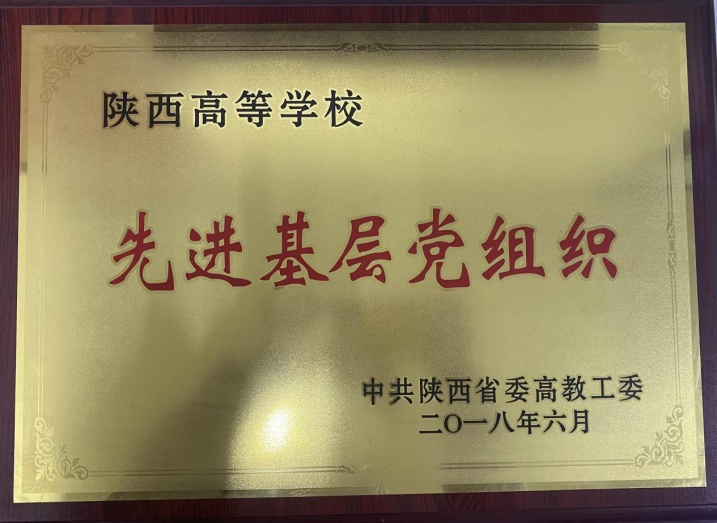 陕西高等学校
先进基层党组织
中共陕西省委高教工委
二〇一八年六月